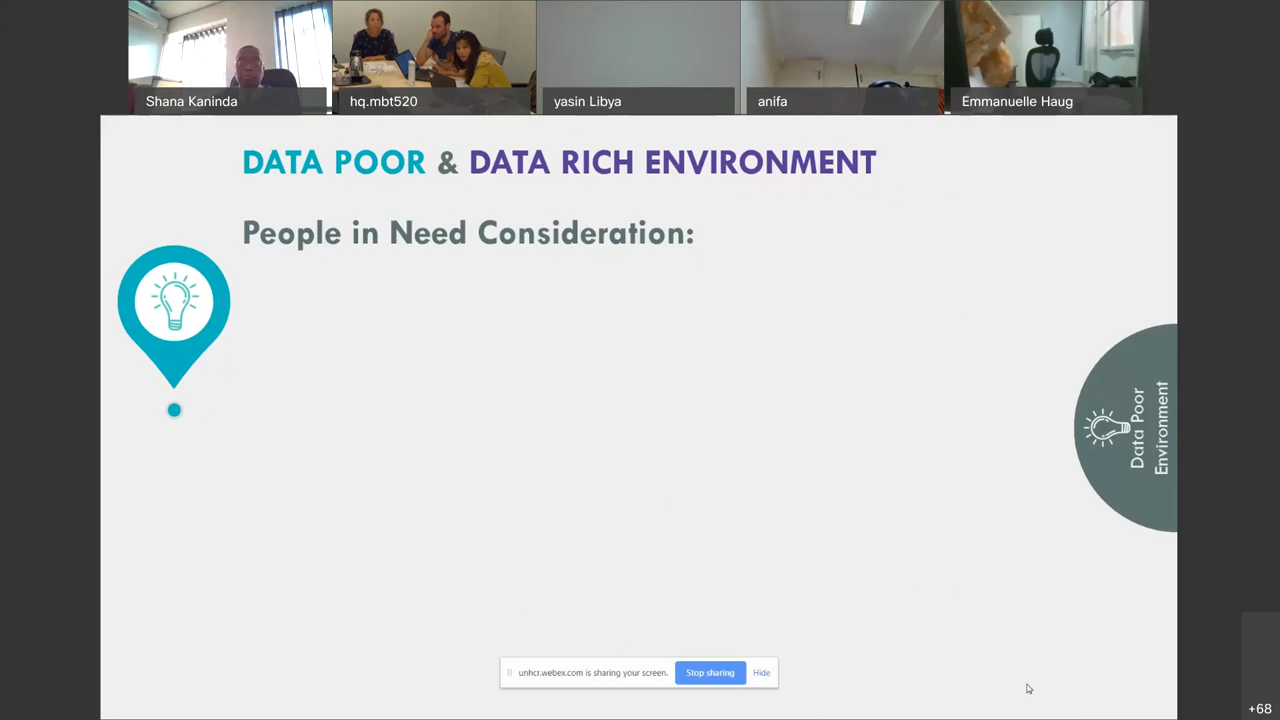 Shana Kaninda
hq.mbt520
yasin Libya
anifa
Emmanuelle Haug
DATA POOR & DATA RICH ENVIRONMENT
People in Need Consideration:
Data Poor
Environment
unhcr.webex.com is sharing your screen.
Stop sharing
Hide
+68